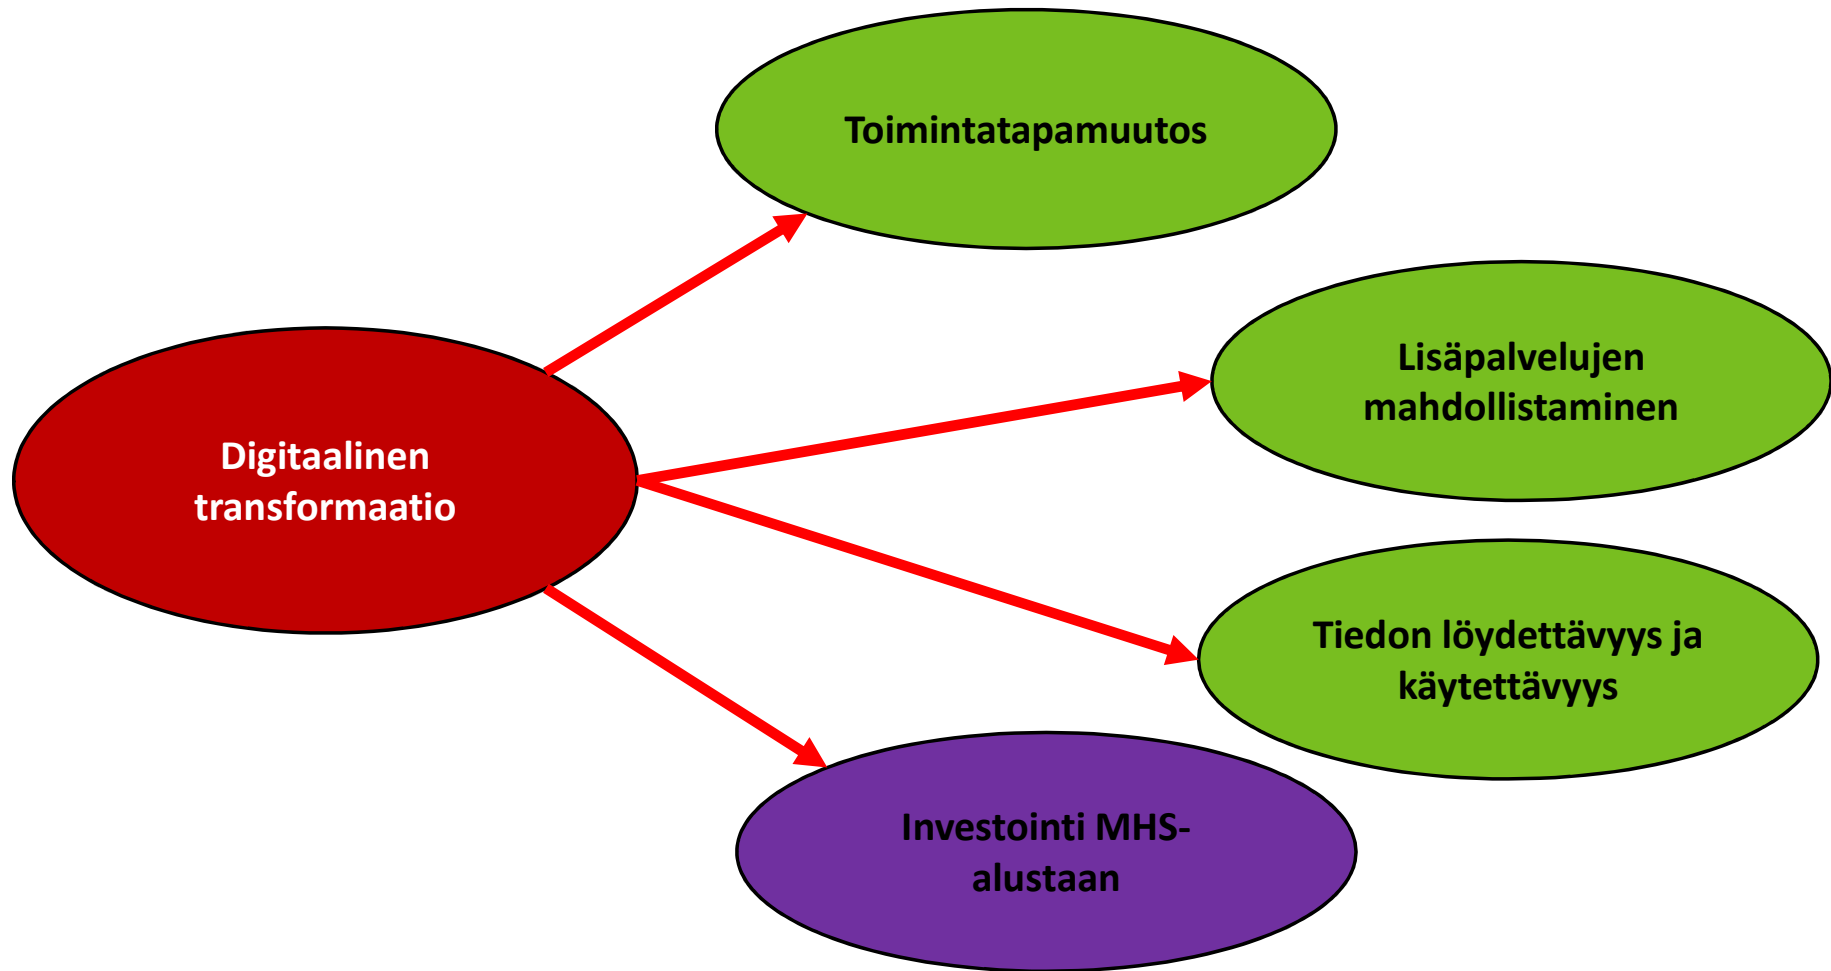 Toimintatapamuutos
Lisäpalvelujen
mahdollistaminen
Digitaalinen
transformaatio
Tiedon löydettävyys ja
käytettävyys
Investointi MHS-
alustaan